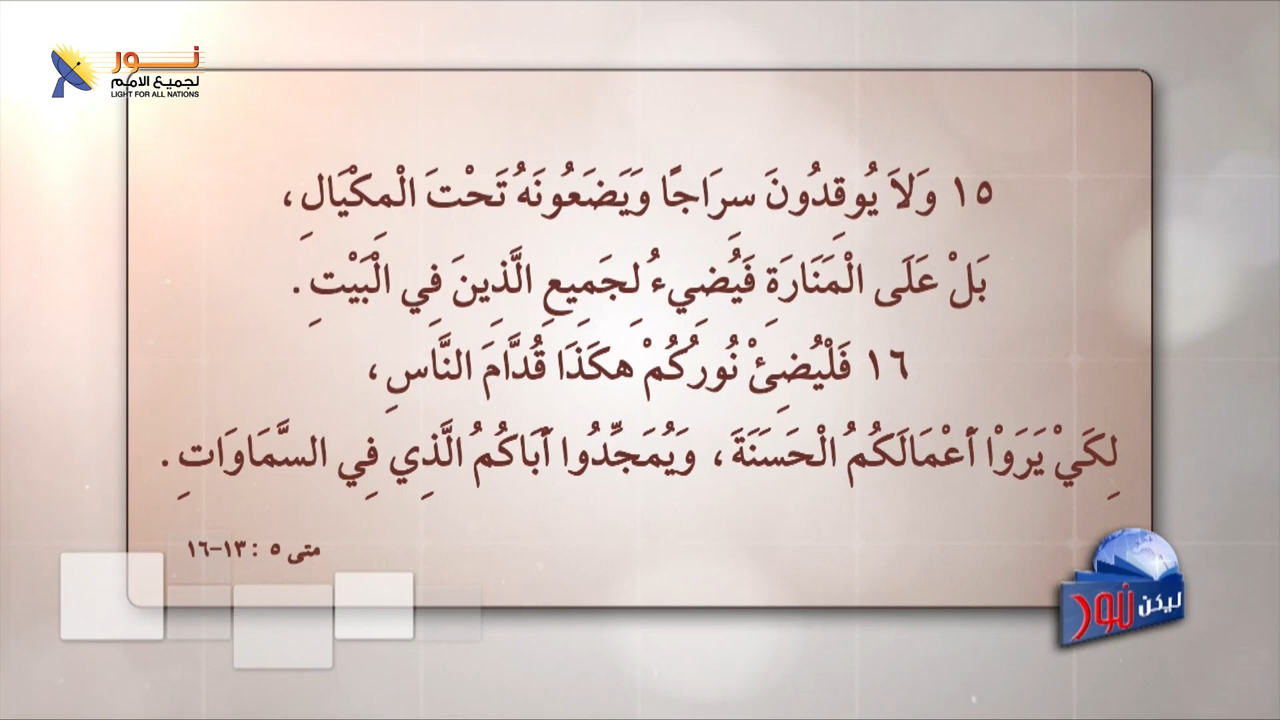 نور
لجميع الامم
LIGHT FOR ALL NATIONS
١٥ وَلاَ يُوقِدُونَ سِرَاجًا وَيَضَعُونَهُ تَحْتَ الْمِكْيَالِ،
بَلْ عَلَى الْمَنَارَةِ فَيُضِيءُ لِجَمِيعِ الَّذِينَ فِي الْبَيْتِ.
١٦ فَلْيُضِئْ نُورُكُمْ هكَذَا قُدَّامَ النَّاسِ،
لِكَيْ يَرَوْا أَعْمَالَكُمُ الْحَسَنَةَ، وَيُمَجِّدُوا أَبَاكُمُ الَّذِي فِي السَّمَاوَاتِ.
متى ٥ : ١٣-١٦
ليكن نور